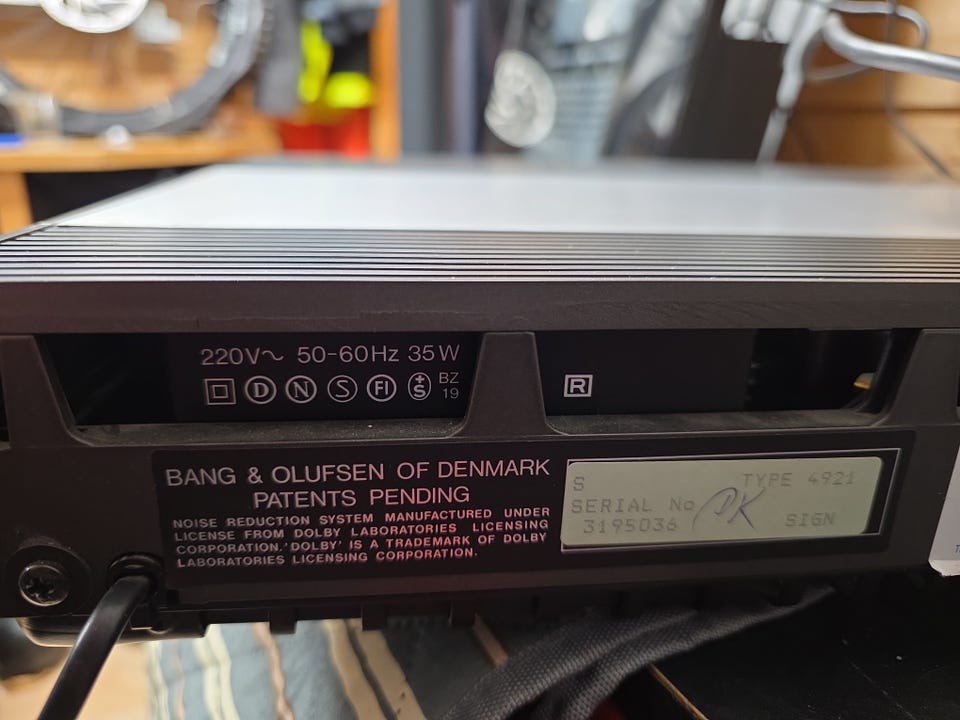 220V~ 50-60Hz 35W
D N S FI S BZ 19
R
BANG & OLUFSEN OF DENMARK
PATENTS PENDING
NOISE REDUCTION SYSTEM MANUFACTURED UNDER
LICENSE FROM DOLBY LABORATORIES LICENSING
CORPORATION.'DOLBY' IS A TRADEMARK OF DOLBY
LABORATORIES LICENSING CORPORATION.
S TYPE 4921
SERIAL No
3195036 SIGN